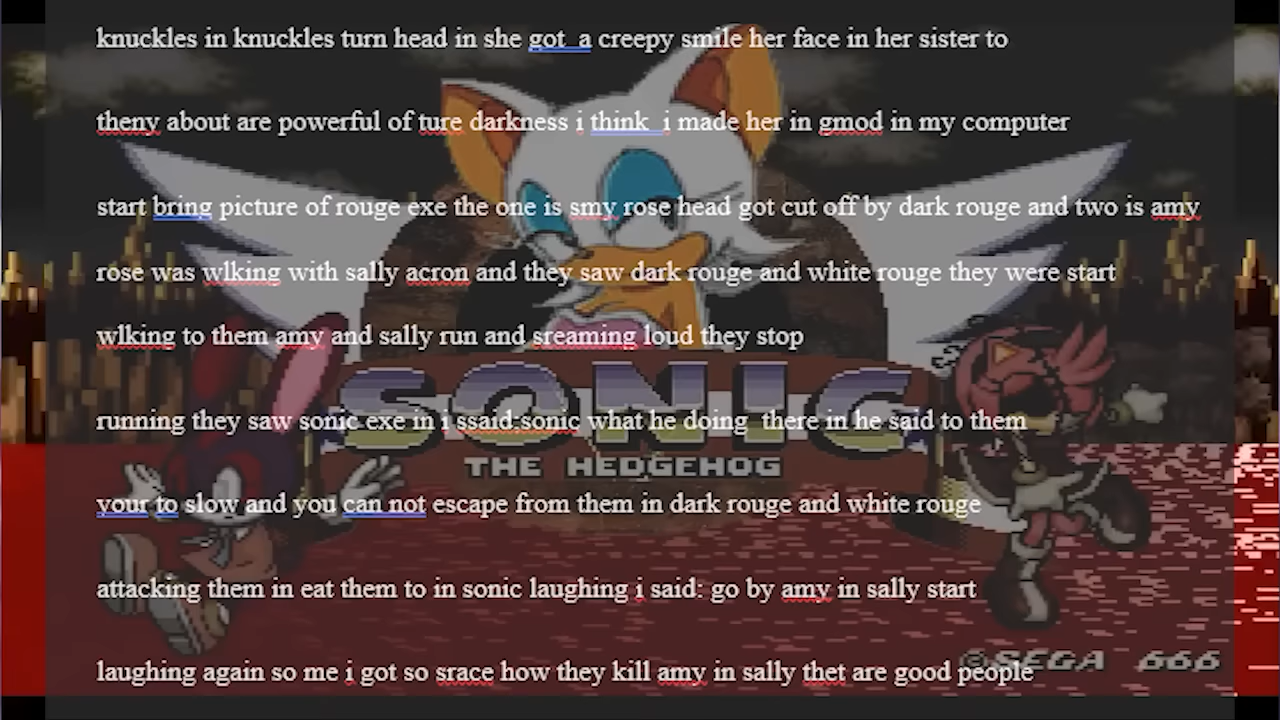 knuckles in knuckles turn head in she got  a creepy smile her face in her sister to
theny about are powerful of ture darkness i think  i made her in gmod in my computer
start bring picture of rouge exe the one is smy rose head got cut off by dark rouge and two is amy
rose was wlking with sally acron and they saw dark rouge and white rouge they were start
wlking to them amy and sally run and sreaming loud they stop
running they saw sonic exe in i ssaid:sonic what he doing  there in he said to them
your to slow and you can not escape from them in dark rouge and white rouge
attacking them in eat them to in sonic laughing i said: go by amy in sally start
laughing again so me i got so srace how they kill amy in sally thet are good people
SONIC
THE HEDGEHOG
©SEGA 666